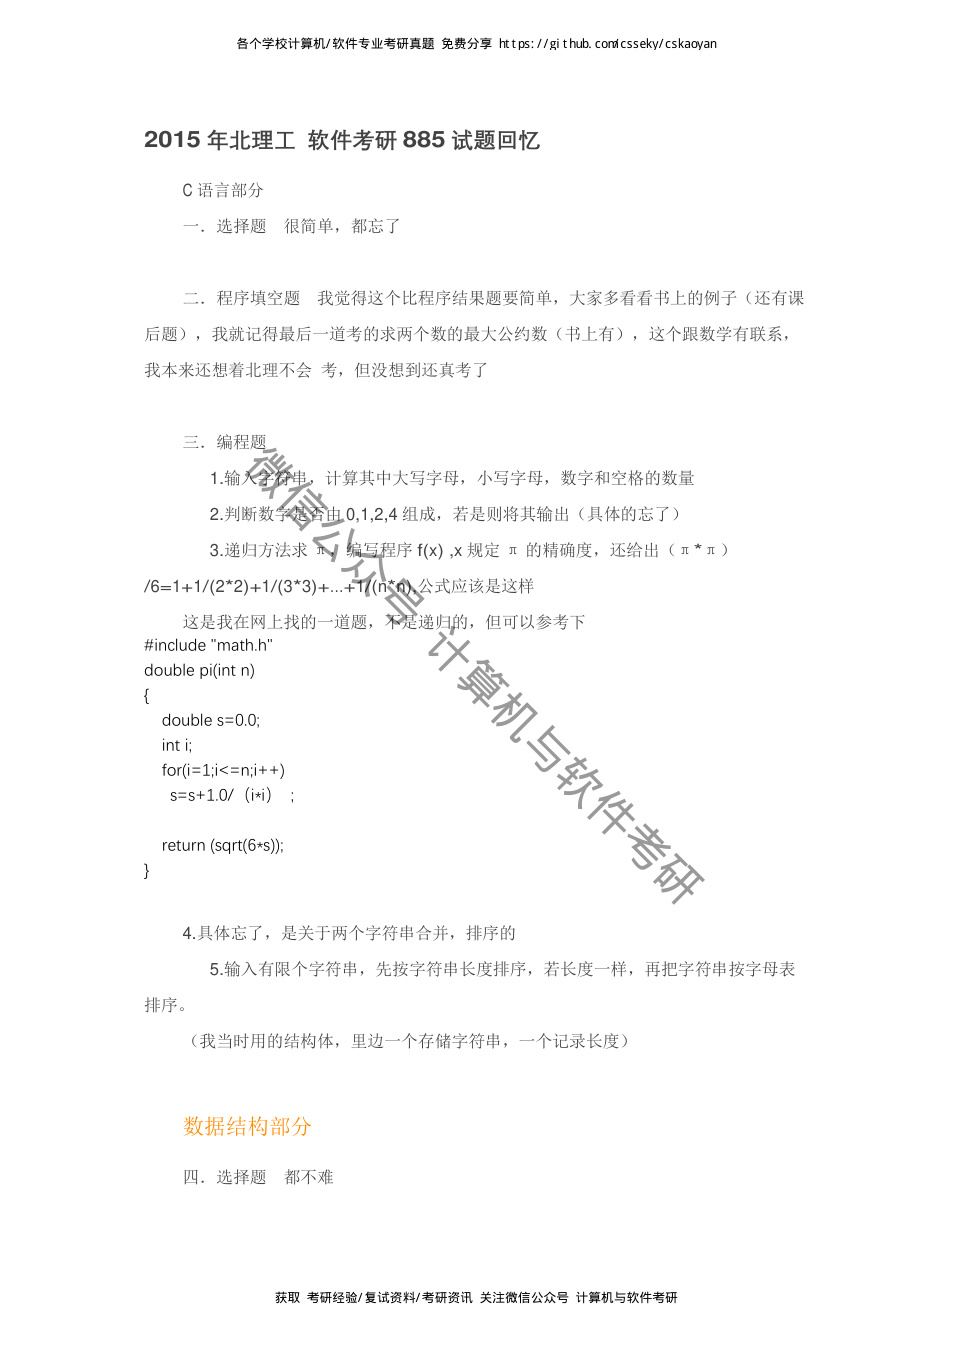 各个学校计算机/软件专业考研真题 免费分享 https://github.com/csseky/cskaoyan
2015 年北理工 软件考研 885 试题回忆
C 语言部分
一．选择题　很简单，都忘了
二．程序填空题　我觉得这个比程序结果题要简单，大家多看看书上的例子（还有课
后题），我就记得最后一道考的求两个数的最大公约数（书上有），这个跟数学有联系，
我本来还想着北理不会 考，但没想到还真考了
三．编程题
1.输入字符串，计算其中大写字母，小写字母，数字和空格的数量
2.判断数字是否由 0,1,2,4 组成，若是则将其输出（具体的忘了）
3.递归方法求 π，编写程序 f(x) ,x 规定 π 的精确度，还给出（π*π）
/6=1+1/(2*2)+1/(3*3)+...+1/(n*n),公式应该是这样
这是我在网上找的一道题，不是递归的，但可以参考下
#include "math.h"
double pi(int n)
{
double s=0.0;
int i;
for(i=1;i<=n;i++)
s=s+1.0/（i*i） ;
return (sqrt(6*s));
}
4.具体忘了，是关于两个字符串合并，排序的
5.输入有限个字符串，先按字符串长度排序，若长度一样，再把字符串按字母表
排序。
（我当时用的结构体，里边一个存储字符串，一个记录长度）
数据结构部分
四．选择题　都不难
微信公众号 计算机与软件考研
获取 考研经验/复试资料/考研资讯 关注微信公众号 计算机与软件考研